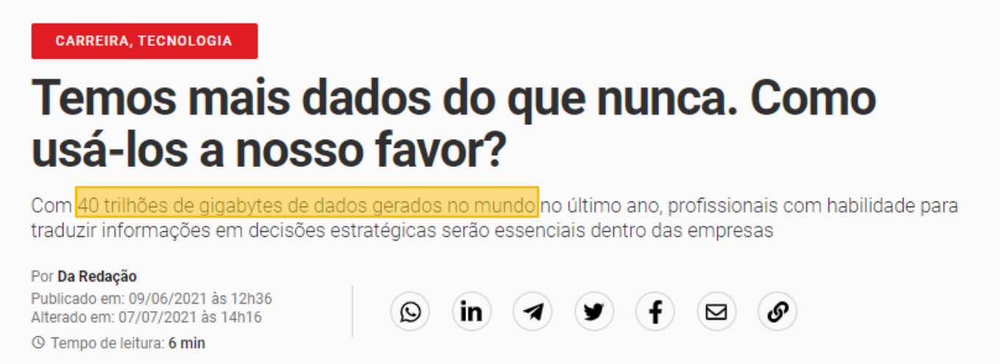 CARREIRA, TECNOLOGIA
Temos mais dados do que nunca. Como
usá-los a nosso favor?
Com 40 trilhões de gigabytes de dados gerados no mundo no último ano, profissionais com habilidade para
traduzir informações em decisões estratégicas serão essenciais dentro das empresas
Por Da Redação
Publicado em: 09/06/2021 às 12h36
Alterado em: 07/07/2021 às 14h16
Tempo de leitura: 6 min